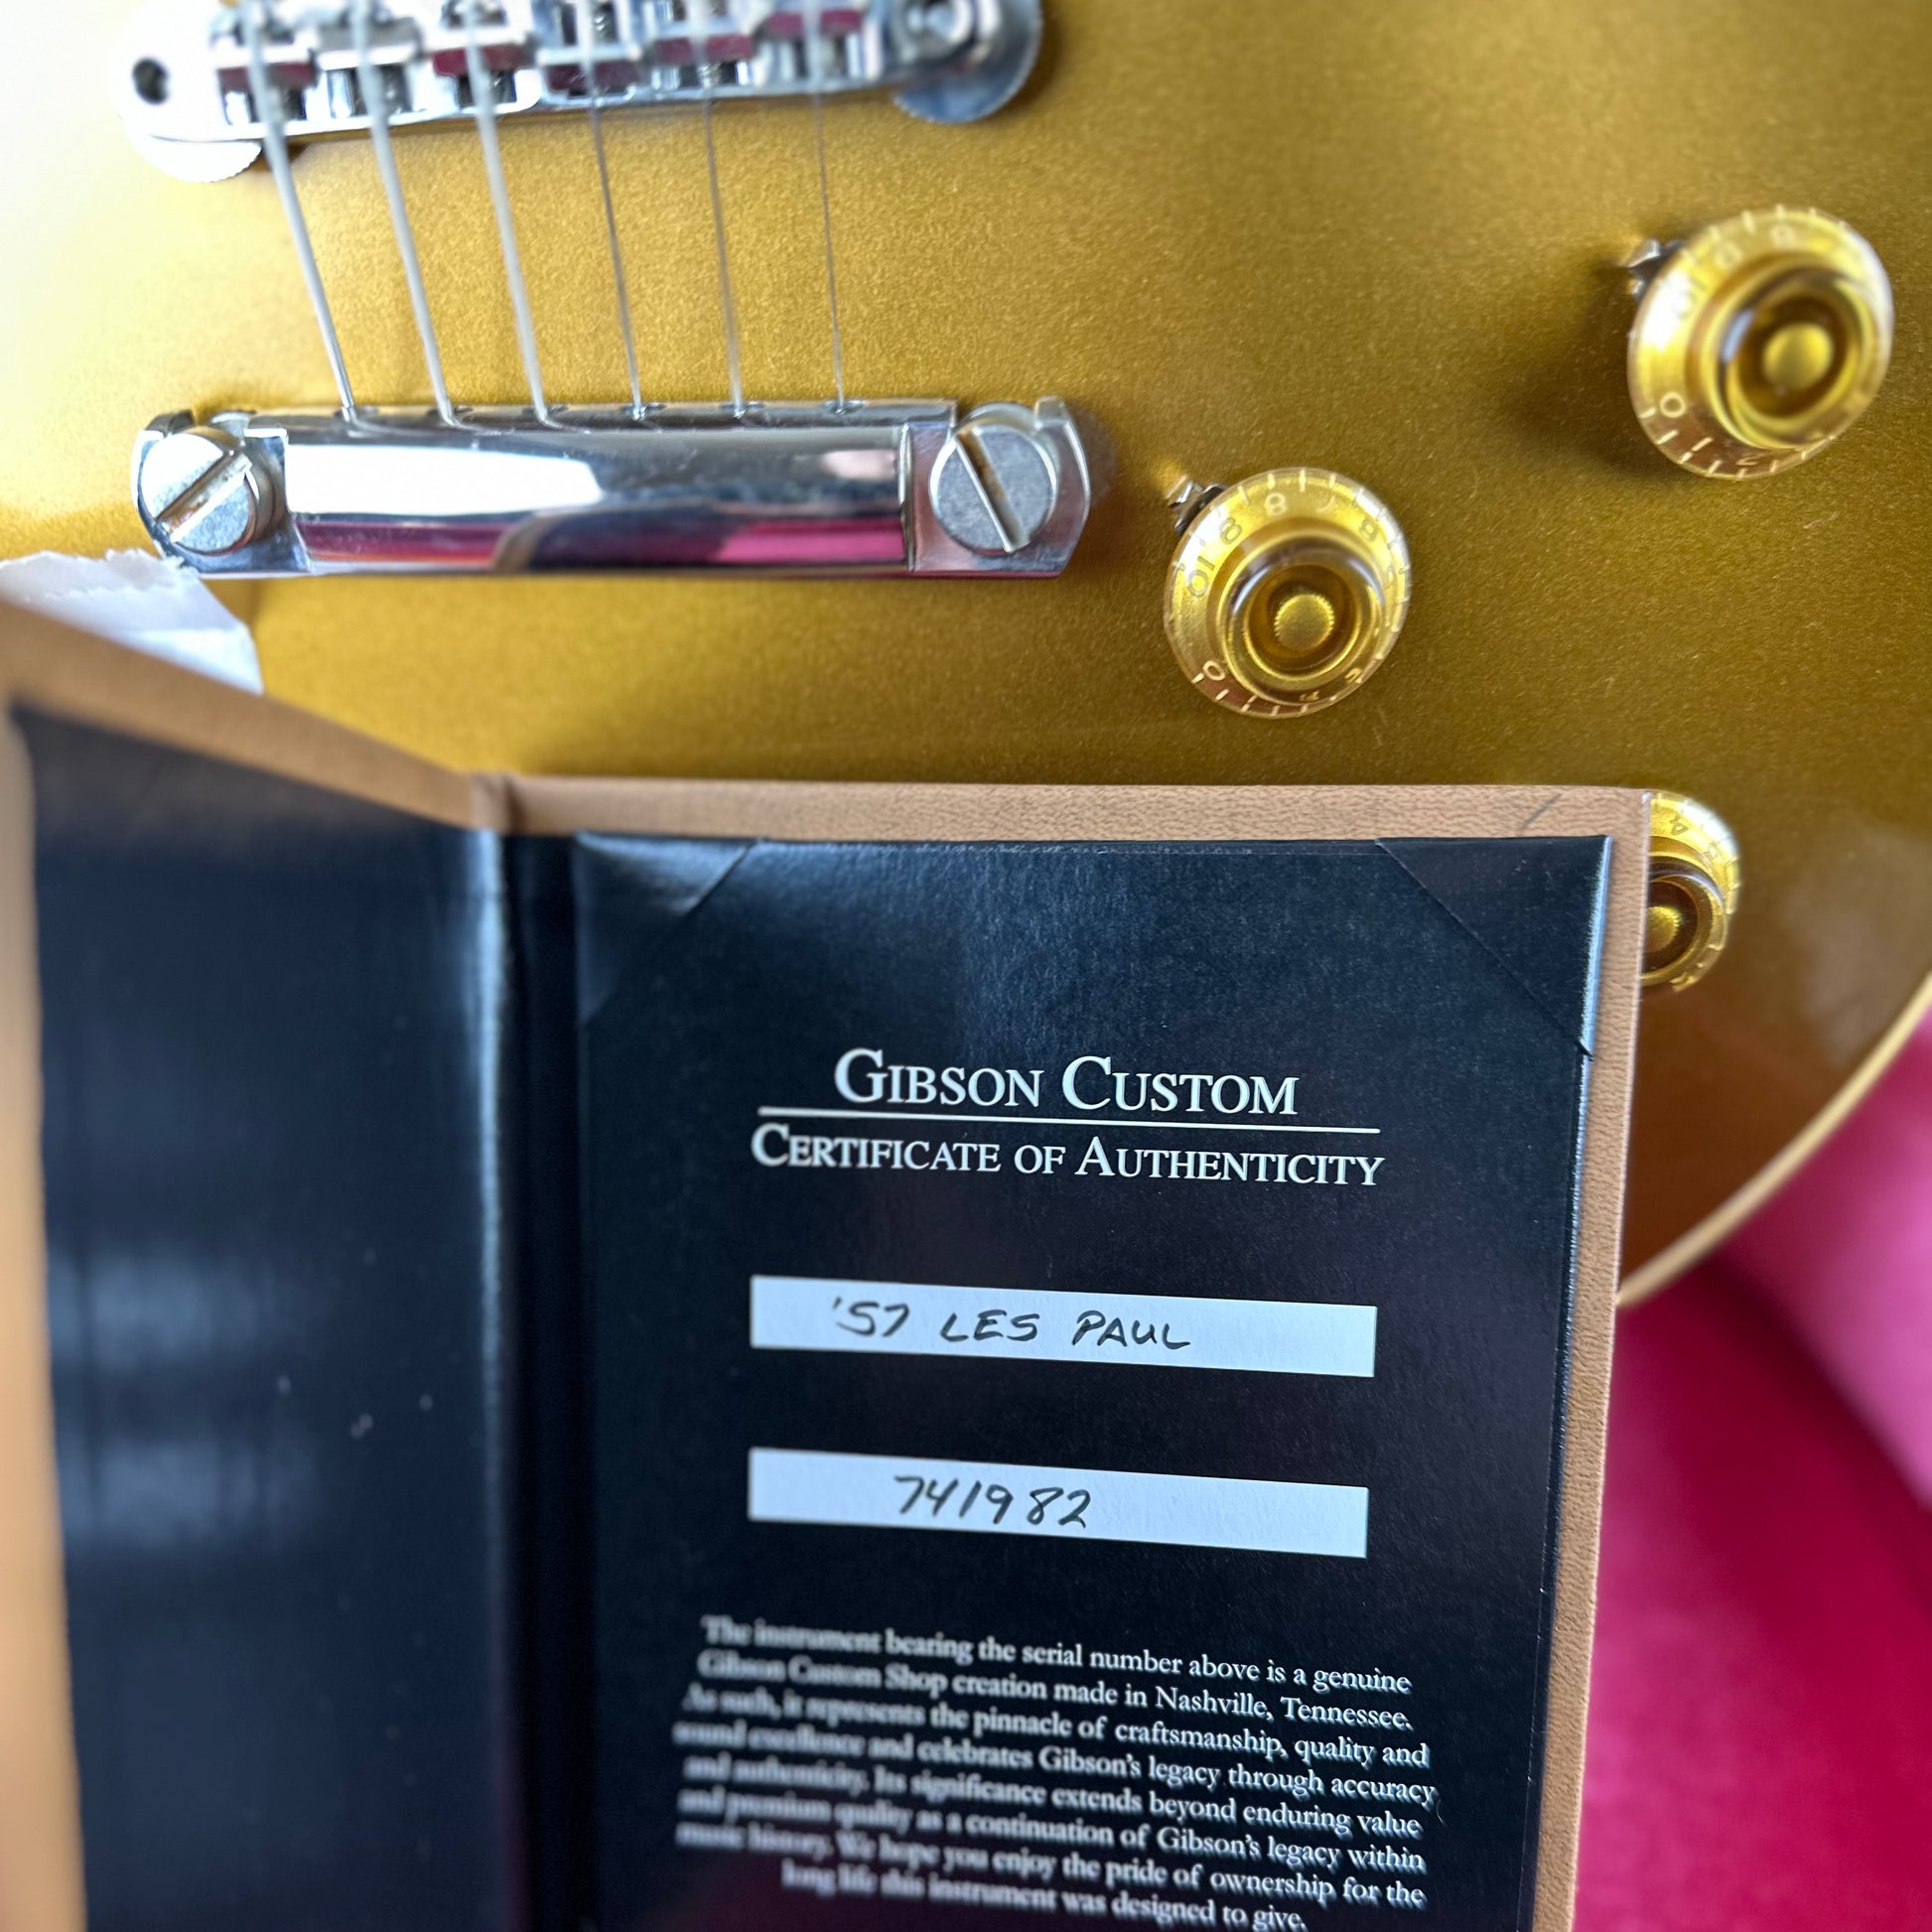 GIBSON CUSTOM
CERTIFICATE OF AUTHENTICITY
'57 LES PAUL
741982
The instrument bearing the serial number above is a genuine
Gibson Custom Shop creation made in Nashville, Tennessee.
As such, it represents the pinnacle of craftsmanship, quality and
sound excellence and celebrates Gibson's legacy through accuracy
and authenticity. Its significance extends beyond enduring value
and premium quality as a continuation of Gibson's legacy within
music history. We hope you enjoy the pride of ownership for the
long life this instrument was designed to give.